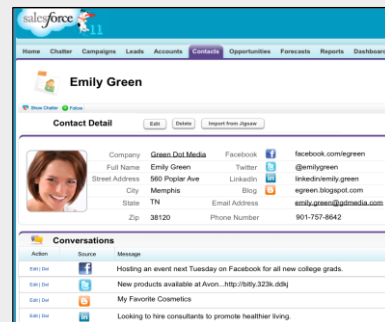 salesforce
11
Home Chatter Campaigns Leads Accounts Contacts Opportunities Forecasts Reports Dashboard
Emily Green
Show Chatter Follow
Contact Detail Edit Delete Import from Jigsaw
Company Green Dot Media Facebook facebook.com/egreen
Full Name Emily Green Twitter @emilygreen
Street Address 560 Poplar Ave LinkedIn linkedin/emily.green
City Memphis Blog egreen.blogspot.com
State TN Email Address emily.green@gdmedia.com
Zip 38120 Phone Number 901-757-8642
Conversations
Action Source Message
Edit | Del Hosting an event next Tuesday on Facebook for all new college grads.
Edit | Del New products available at Avon...http://bitly.323k.ddkj
Edit | Del My Favorite Cosmetics
Edit | Del Looking to hire consultants to promote healthier living.